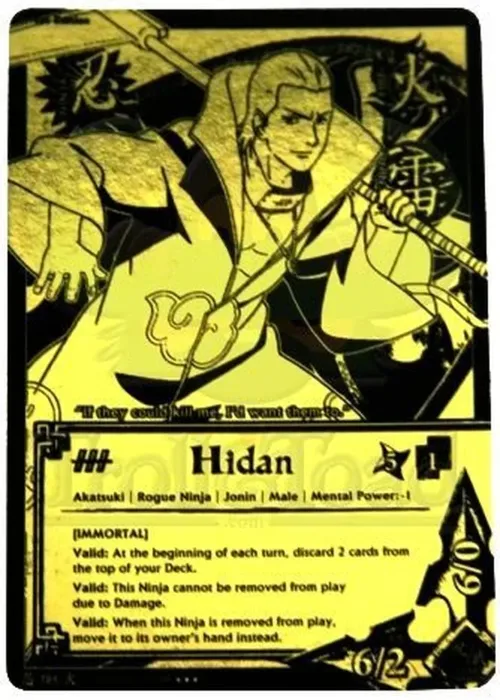 忍
火
雷
"If they could kill me, I'd want them to."
Hidan
1
Akatsuki | Rogue Ninja | Jonin | Male | Mental Power: -1
[IMMORTAL]
Valid: At the beginning of each turn, discard 2 cards from
the top of your Deck.
Valid: This Ninja cannot be removed from play
due to Damage.
Valid: When this Ninja is removed from play,
move it to its owner's hand instead.
6/0
6/2